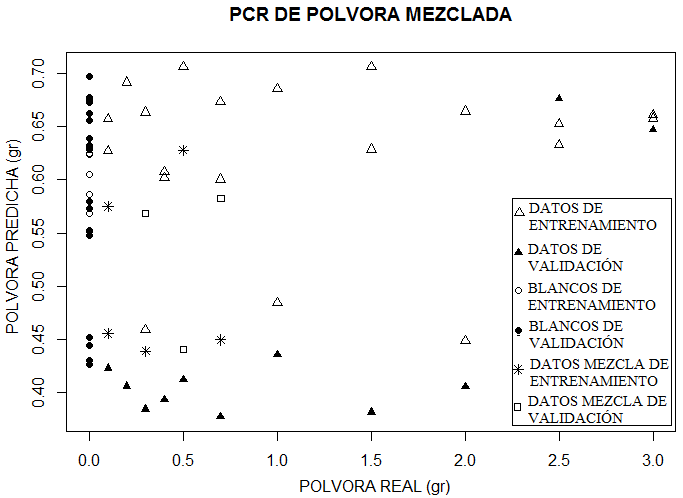 PCR DE POLVORA MEZCLADA
POLVORA PREDICHA (gr)
0.70
0.65
0.60
0.55
0.50
0.45
0.40
DATOS DE
ENTRENAMIENTO
DATOS DE
VALIDACIÓN
BLANCOS DE
ENTRENAMIENTO
BLANCOS DE
VALIDACIÓN
DATOS MEZCLA DE
ENTRENAMIENTO
DATOS MEZCLA DE
VALIDACIÓN
0.0 0.5 1.0 1.5 2.0 2.5 3.0
POLVORA REAL (gr)